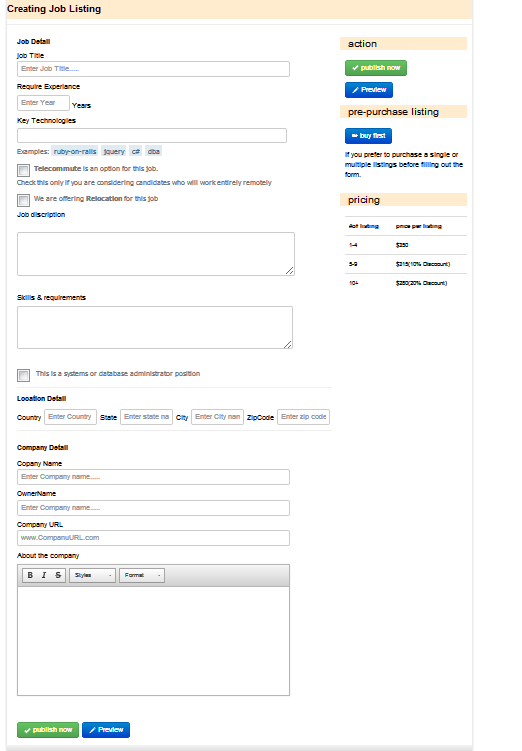 Creating Job Listing
Job Detail
job Title
Enter Job Title.....
Require Experiance
Enter Year Years
Key Technologies
Examples: ruby-on-rails jquery c# dba
Telecommute is an option for this job.
Check this only if you are considering candidates who will work entirely remotely
We are offering Relocation for this job
Job discription
Skills & requirements
This is a systems or database administrator position
Location Detail
Country Enter Country State Enter state na City Enter City nam ZipCode Enter zip code
Company Detail
Copany Name
Enter Company name.....
OwnerName
Enter Company name.....
Company URL
www.CompanuURL.com
About the company
B I S Styles Format
publish now Preview
action
publish now
Preview
pre-purchase listing
buy first
If you prefer to purchase a single or
multiple listings before filling out the
form.
pricing
#of listing price per listing
1-4 $350
5-9 $315(10% Discount)
10+ $280(20% Discount)